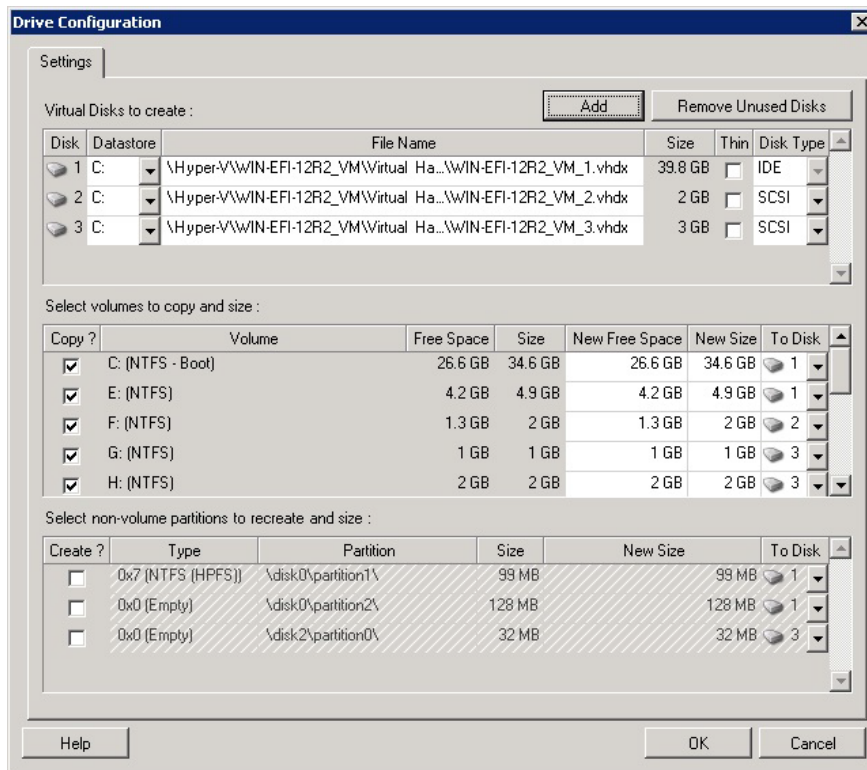 Drive Configuration
Settings
Virtual Disks to create :
Add
Remove Unused Disks
Disk Datastore File Name Size Thin Disk Type
1 C: \Hyper-V\WIN-EFI-12R2_VM\Virtual Ha...\WIN-EFI-12R2_VM_1.vhdx 39.8 GB IDE
2 C: \Hyper-V\WIN-EFI-12R2_VM\Virtual Ha...\WIN-EFI-12R2_VM_2.vhdx 2 GB SCSI
3 C: \Hyper-V\WIN-EFI-12R2_VM\Virtual Ha...\WIN-EFI-12R2_VM_3.vhdx 3 GB SCSI
Select volumes to copy and size :
Copy ? Volume Free Space Size New Free Space New Size To Disk
C: (NTFS - Boot) 26.6 GB 34.6 GB 26.6 GB 34.6 GB 1
E: (NTFS) 4.2 GB 4.9 GB 4.2 GB 4.9 GB 1
F: (NTFS) 1.3 GB 2 GB 1.3 GB 2 GB 2
G: (NTFS) 1 GB 1 GB 1 GB 1 GB 3
H: (NTFS) 2 GB 2 GB 2 GB 2 GB 3
Select non-volume partitions to recreate and size :
Create ? Type Partition Size New Size To Disk
0x7 (NTFS (HPFS)) \disk0\partition1\ 99 MB 99 MB 1
0x0 (Empty) \disk0\partition2\ 128 MB 128 MB 1
0x0 (Empty) \disk2\partition0\ 32 MB 32 MB 3
Help
OK
Cancel